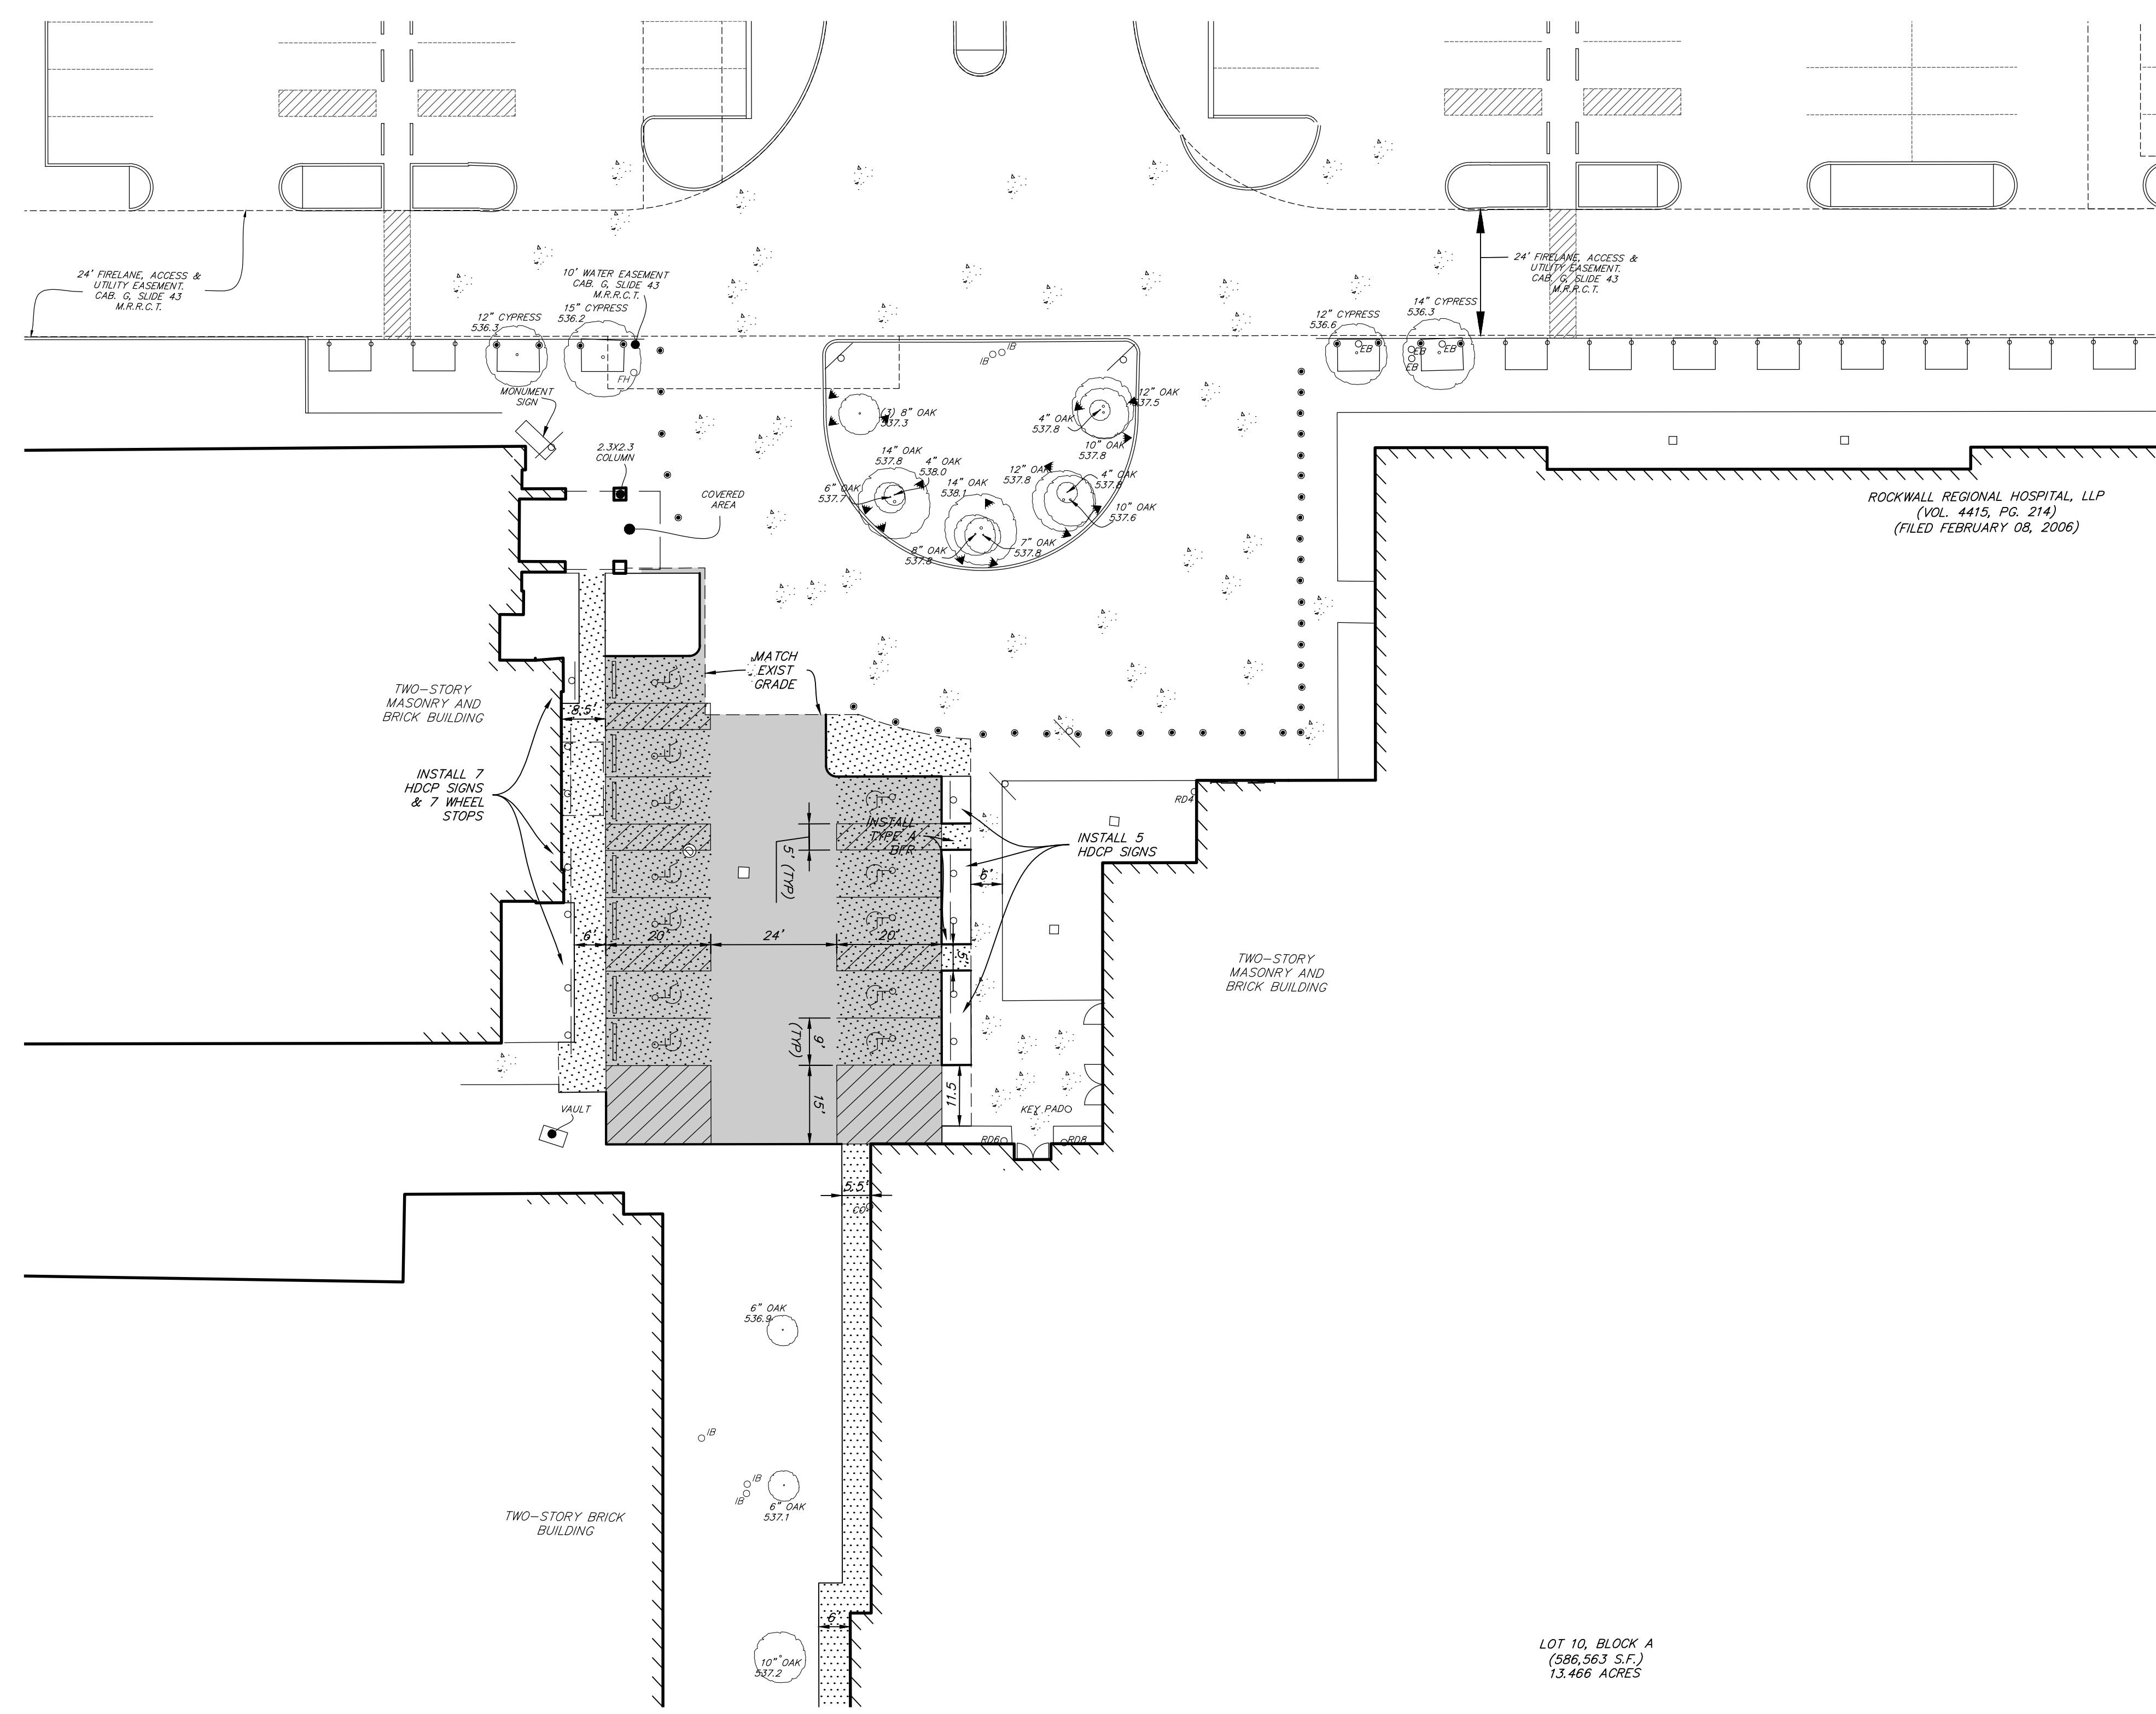 24' FIRELANE, ACCESS &
UTILITY EASEMENT.
CAB. G, SLIDE 43
M.R.R.C.T.
10' WATER EASEMENT
CAB. G, SLIDE 43
M.R.R.C.T.
24' FIRELANE, ACCESS &
UTILITY EASEMENT.
CAB. G, SLIDE 43
M.R.R.C.T.
12" CYPRESS
536.3
15" CYPRESS
536.2
12" CYPRESS
536.6
14" CYPRESS
536.3
FH
IB
IB
EB
EB
EB
EB
MONUMENT
SIGN
2.3X2.3
COLUMN
COVERED
AREA
(3) 8" OAK
537.3
12" OAK
537.5
4" OAK
537.8
10" OAK
537.8
14" OAK
537.8
4" OAK
538.0
6" OAK
537.7
14" OAK
538.1
12" OAK
537.8
4" OAK
537.8
10" OAK
537.6
8" OAK
537.8
7" OAK
537.8
ROCKWALL REGIONAL HOSPITAL, LLP
(VOL. 4415, PG. 214)
(FILED FEBRUARY 08, 2006)
MATCH
EXIST
GRADE
TWO-STORY
MASONRY AND
BRICK BUILDING
8.5'
INSTALL 7
HDCP SIGNS
& 7 WHEEL
STOPS
INSTALL
TYPE A
BFR
INSTALL 5
HDCP SIGNS
RD4
5' (TYP)
6'
6'
20'
24'
20'
5'
TWO-STORY
MASONRY AND
BRICK BUILDING
9'
(TYP)
15'
11.5
VAULT
KEY PAD
RD6
RD8
5.5'
CO
6" OAK
536.9
IB
IB
IB
6" OAK
537.1
TWO-STORY BRICK
BUILDING
6'
10" OAK
537.2
LOT 10, BLOCK A
(586,563 S.F.)
13.466 ACRES